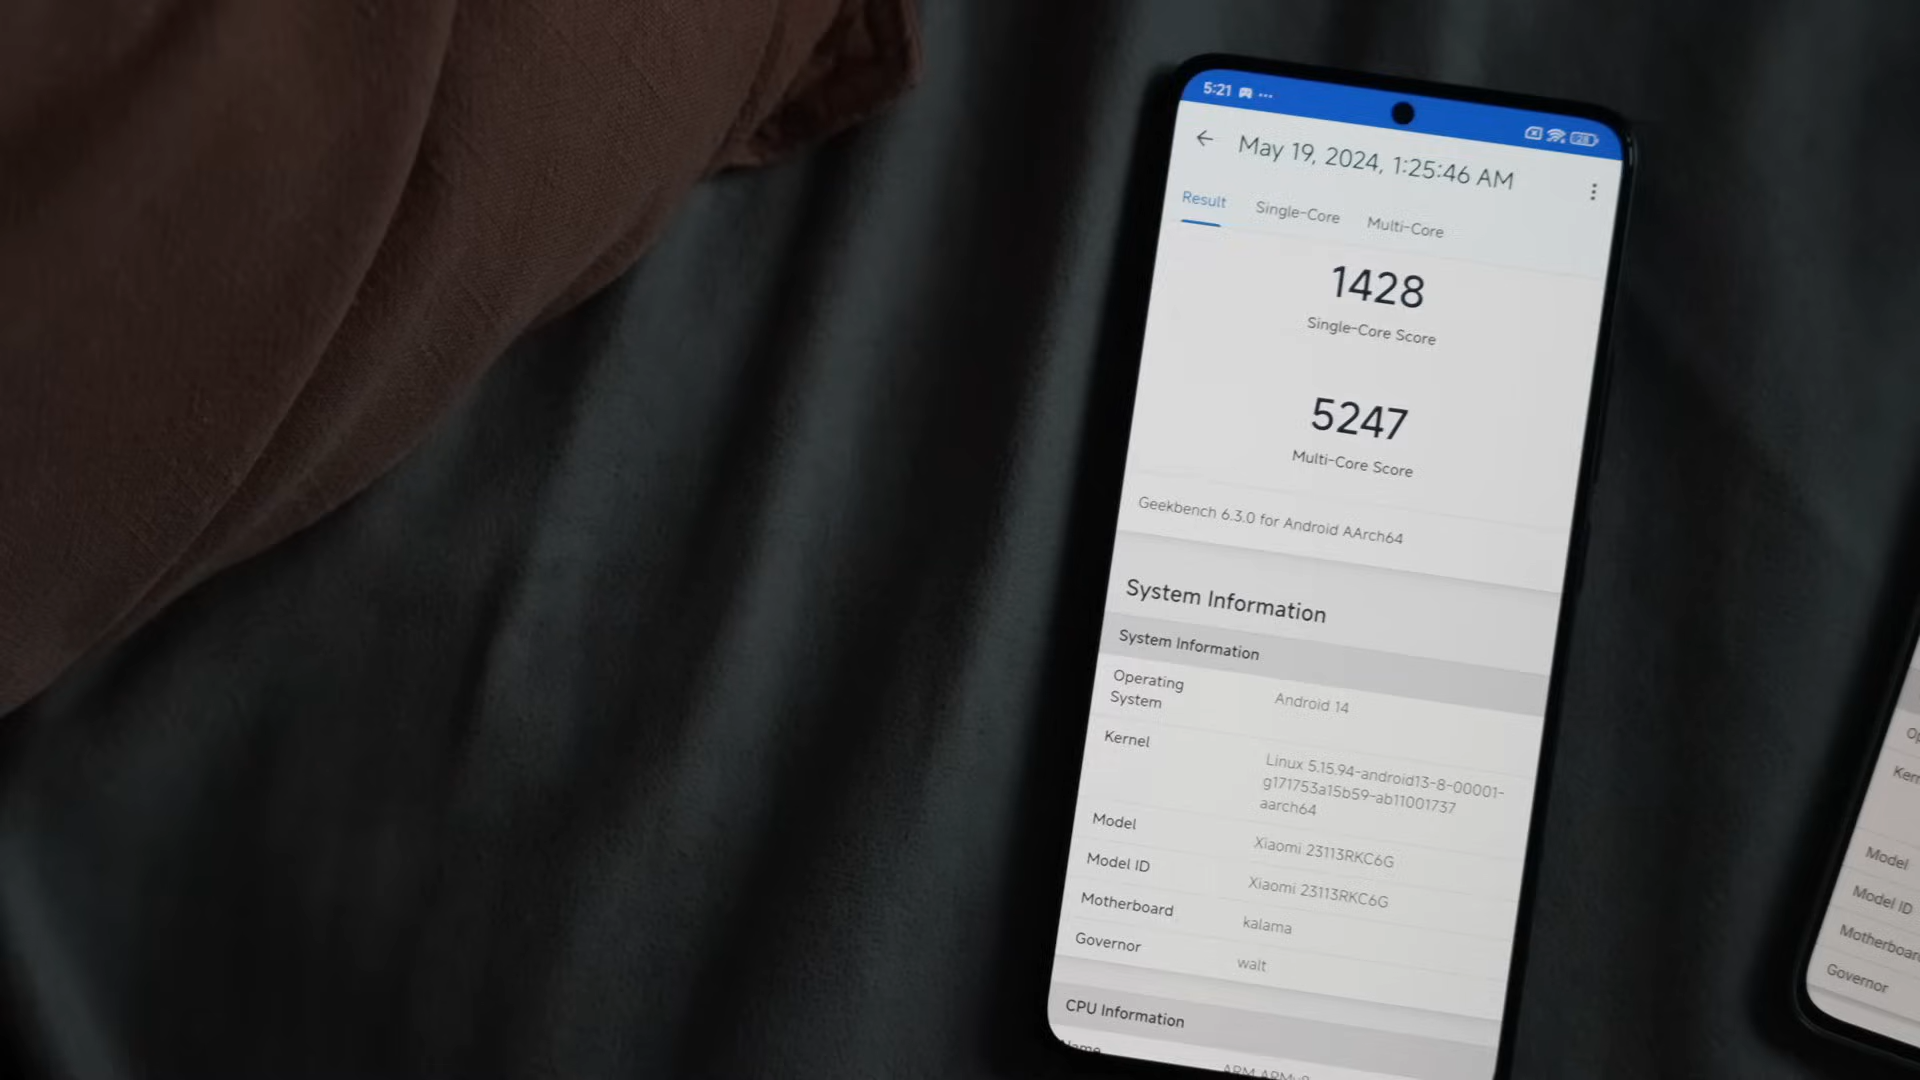 5:21
May 19, 2024, 1:25:46 AM
Result Single-Core Multi-Core
1428
Single-Core Score
5247
Multi-Core Score
Geekbench 6.3.0 for Android AArch64
System Information
System Information
Operating System Android 14
Kernel
Linux 5.15.94-android13-8-00001-
g171753a15b59-ab11001737
aarch64
Model Xiaomi 23113RKC6G
Model ID Xiaomi 23113RKC6G
Motherboard kalama
Governor walt
CPU Information
Name
Model
Model ID
Governor